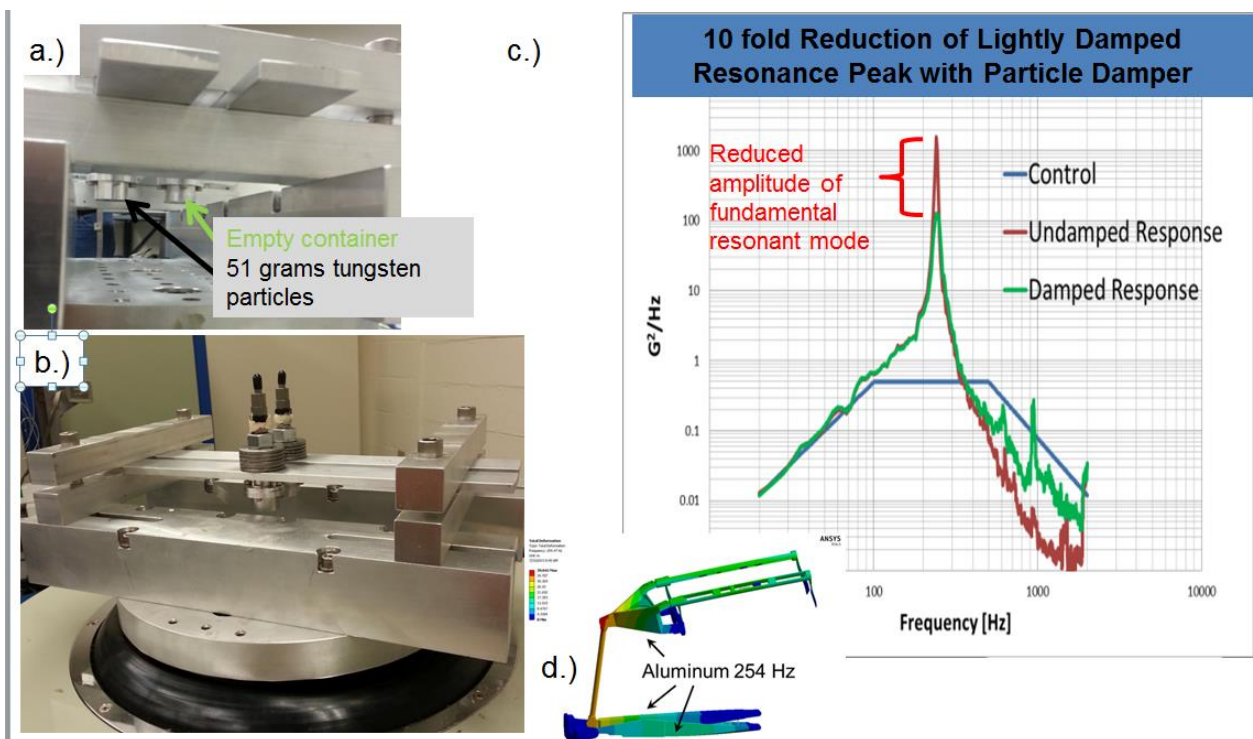 a.)
Empty container
51 grams tungsten
particles
b.)
c.)
10 fold Reduction of Lightly Damped
Resonance Peak with Particle Damper
Reduced
amplitude of
fundamental
resonant mode
Control
Undamped Response
Damped Response
G²/Hz
1000
100
10
1
0.1
0.01
100
1000
10000
Frequency [Hz]
ANSYS
d.)
Aluminum 254 Hz
Total Deformation